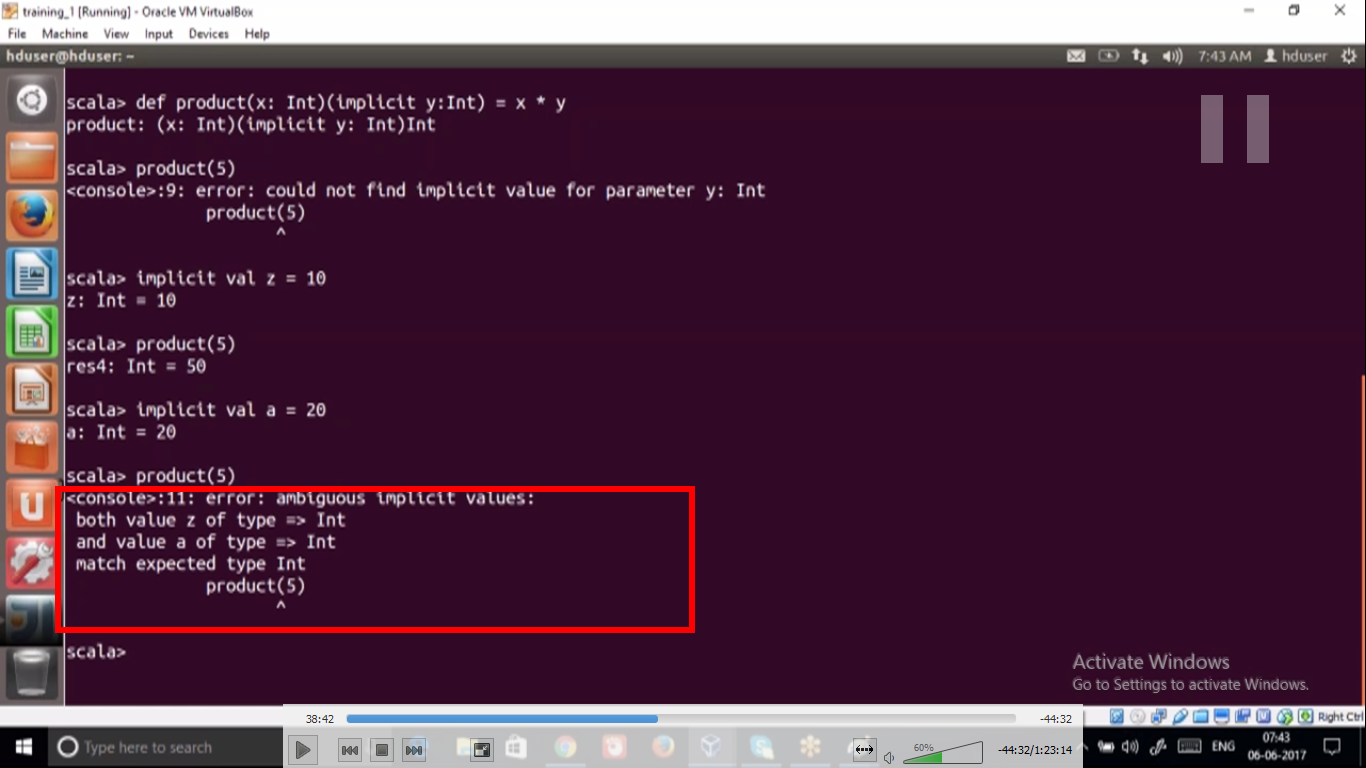 training_1 [Running] - Oracle VM VirtualBox
File Machine View Input Devices Help
hduser@hduser: ~
7:43 AM hduser
scala> def product(x: Int)(implicit y:Int) = x * y
product: (x: Int)(implicit y: Int)Int
scala> product(5)
<console>:9: error: could not find implicit value for parameter y: Int
product(5)
^
scala> implicit val z = 10
z: Int = 10
scala> product(5)
res4: Int = 50
scala> implicit val a = 20
a: Int = 20
scala> product(5)
<console>:11: error: ambiguous implicit values:
both value z of type => Int
and value a of type => Int
match expected type Int
product(5)
^
scala>
Activate Windows
Go to Settings to activate Windows.
Right Ctrl
38:42
-44:32
Type here to search
60%
-44:32/1:23:14
ENG
07:43
06-06-2017